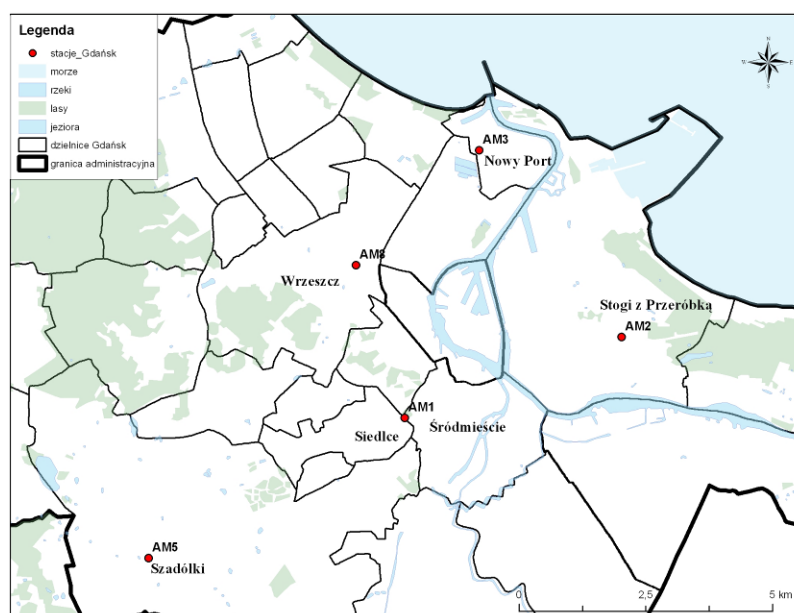 Legenda
stacje_Gdańsk
morze
rzeki
lasy
jeziora
dzielnice Gdańsk
granica administracyjna
N
W
E
S
AM3
Nowy Port
AM8
Wrzeszcz
Stogi z Przeróbką
AM2
AM1
Siedlce
Śródmieście
AM5
Szadółki
0
2,5
5 km